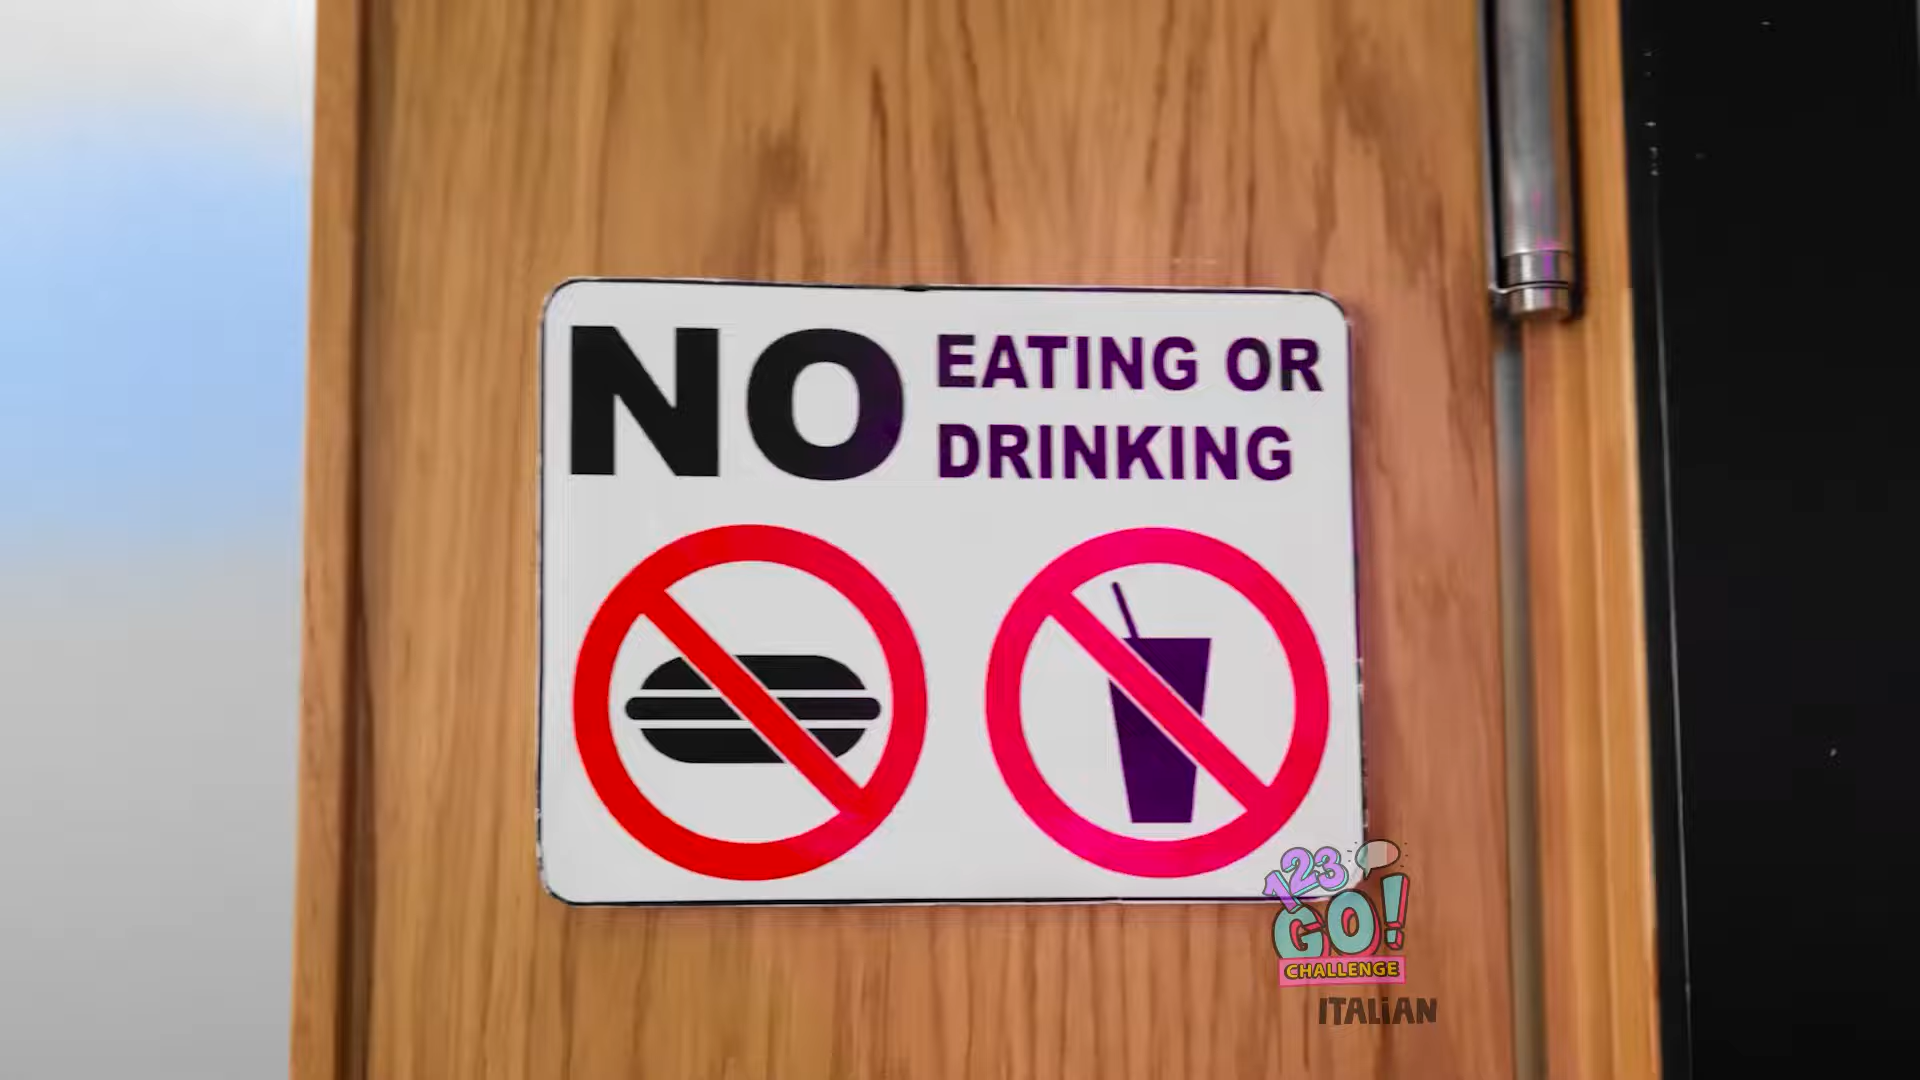 NO EATING OR
DRINKING
123
GO!
CHALLENGE
ITALiAN